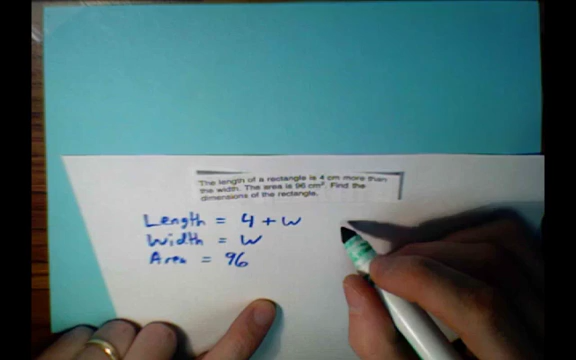 The length of a rectangle is 4 cm more than
the width. The area is 96 cm². Find the
dimensions of the rectangle.
Length = 4 + w
Width = w
Area = 96